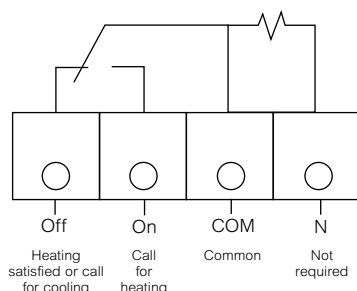 Off On COM N
Heating Call Common Not
satisfied or call for required
for cooling heating